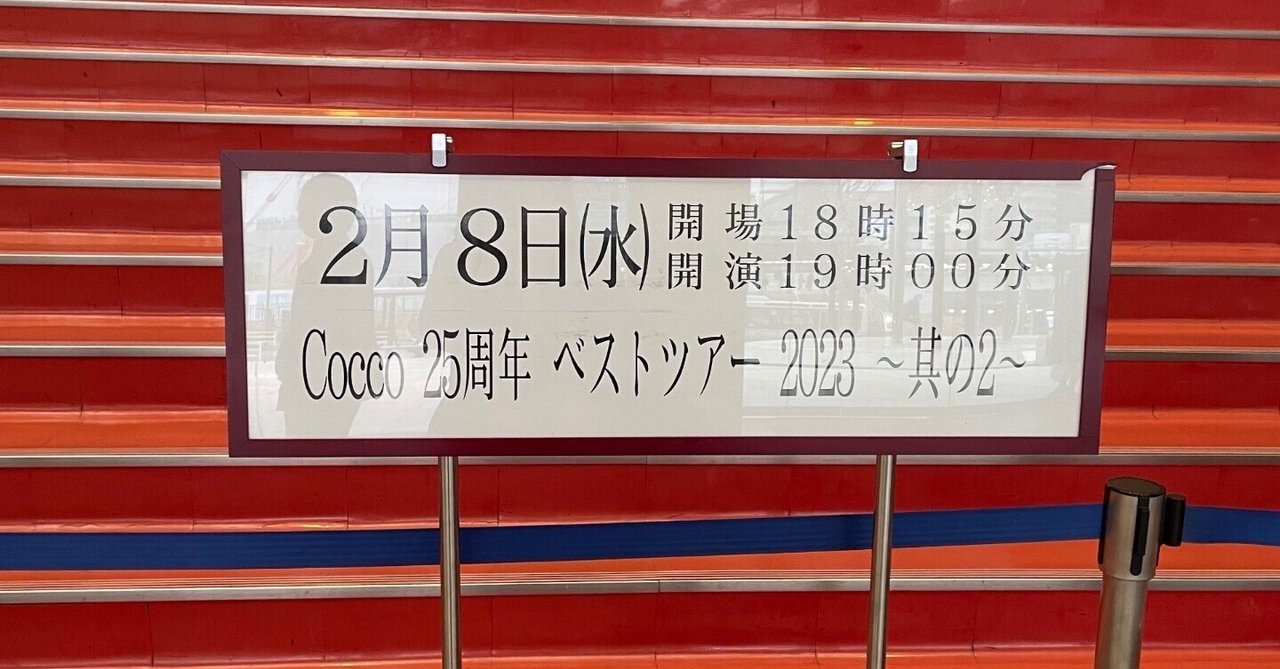 2月8日(水)
開場18時15分
開演19時00分
Cocco 25周年 ベストツアー 2023 ~其の2~